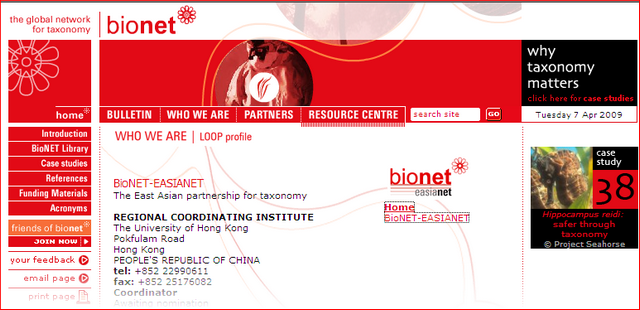 the global network
for taxonomy
bionet
why
taxonomy
matters
click here for case studies
home
BULLETIN
WHO WE ARE
PARTNERS
RESOURCE CENTRE
search site
GO
Tuesday 7 Apr 2009
Introduction
BioNET Library
Case studies
References
Funding Materials
Acronyms
friends of bionet
JOIN NOW
your feedback
email page
print page
WHO WE ARE | LOOP profile
BioNET-EASIANET
The East Asian partnership for taxonomy
REGIONAL COORDINATING INSTITUTE
The University of Hong Kong
Pokfulam Road
Hong Kong
PEOPLE'S REPUBLIC OF CHINA
tel: +852 22990611
fax: +852 25176082
Coordinator
Awaiting nomination
bionet
easianet
Home
BioNET-EASIANET
case
study
38
Hippocampus reidi:
safer through
taxonomy
© Project Seahorse